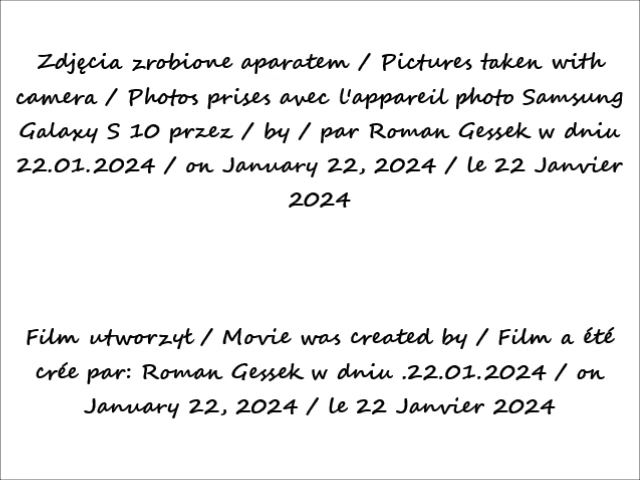 Zdjęcia zrobione aparatem / Pictures taken with
camera / Photos prises avec l'appareil photo Samsung
Galaxy S 10 przez / by / par Roman Gessek w dniu
22.01.2024 / on January 22, 2024 / le 22 Janvier
2024
Film utworzył / Movie was created by / Film a été
crée par: Roman Gessek w dniu .22.01.2024 / on
January 22, 2024 / le 22 Janvier 2024